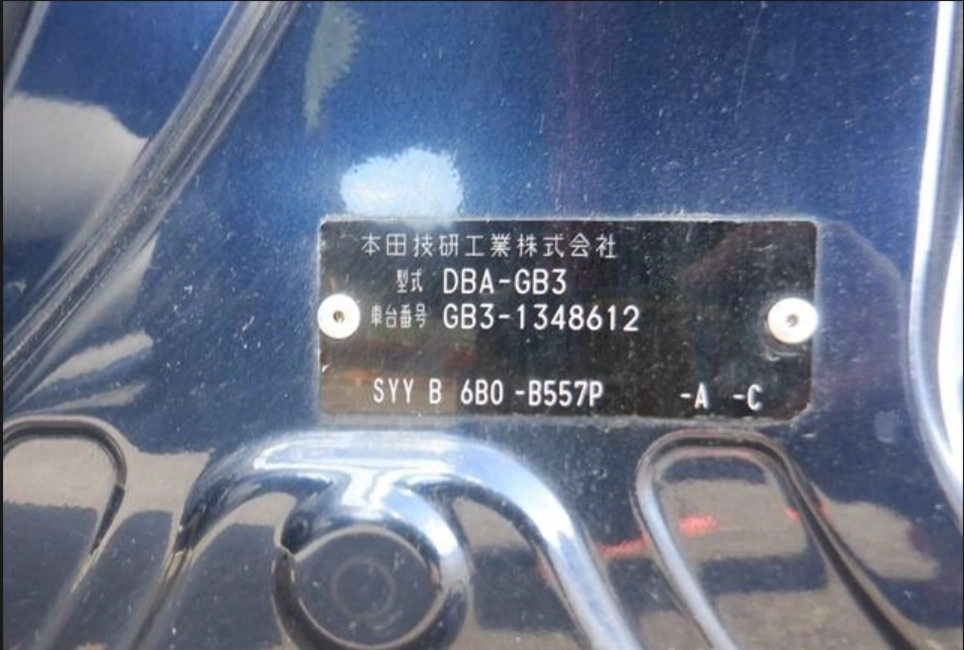 本田技研工業株式会社
型式 DBA-GB3
車台番号 GB3-1348612
SYY B 6B0 -B557P -A -C